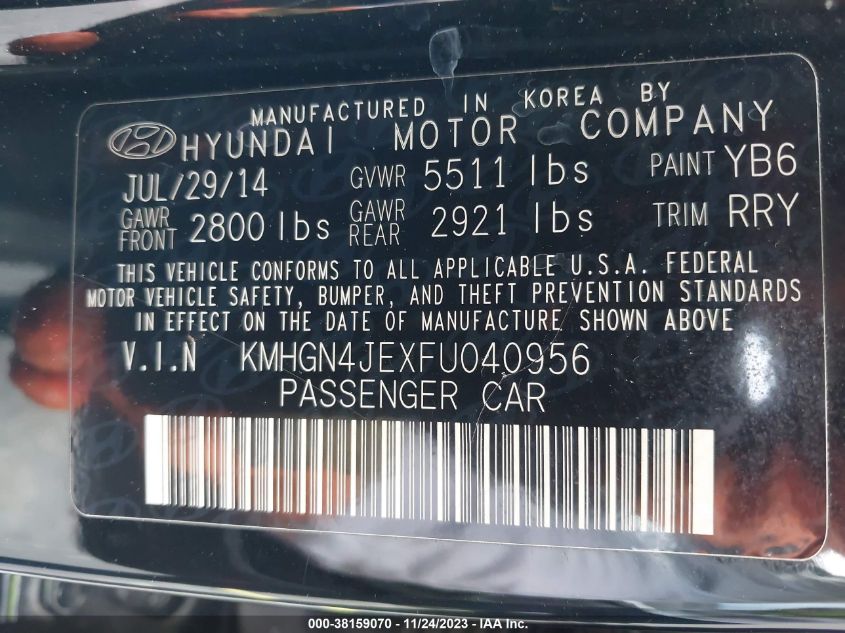 MANUFACTURED IN KOREA BY
HYUNDAI MOTOR COMPANY
JUL/29/14 GVWR 5511 lbs PAINT YB6
GAWR FRONT 2800 lbs GAWR REAR 2921 lbs TRIM RRY
THIS VEHICLE CONFORMS TO ALL APPLICABLE U.S.A. FEDERAL
MOTOR VEHICLE SAFETY, BUMPER, AND THEFT PREVENTION STANDARDS
IN EFFECT ON THE DATE OF MANUFACTURE SHOWN ABOVE
V.I.N KMHGN4JEXFU040956
PASSENGER CAR
000-38159070 - 11/24/2023 - © IAA Inc.